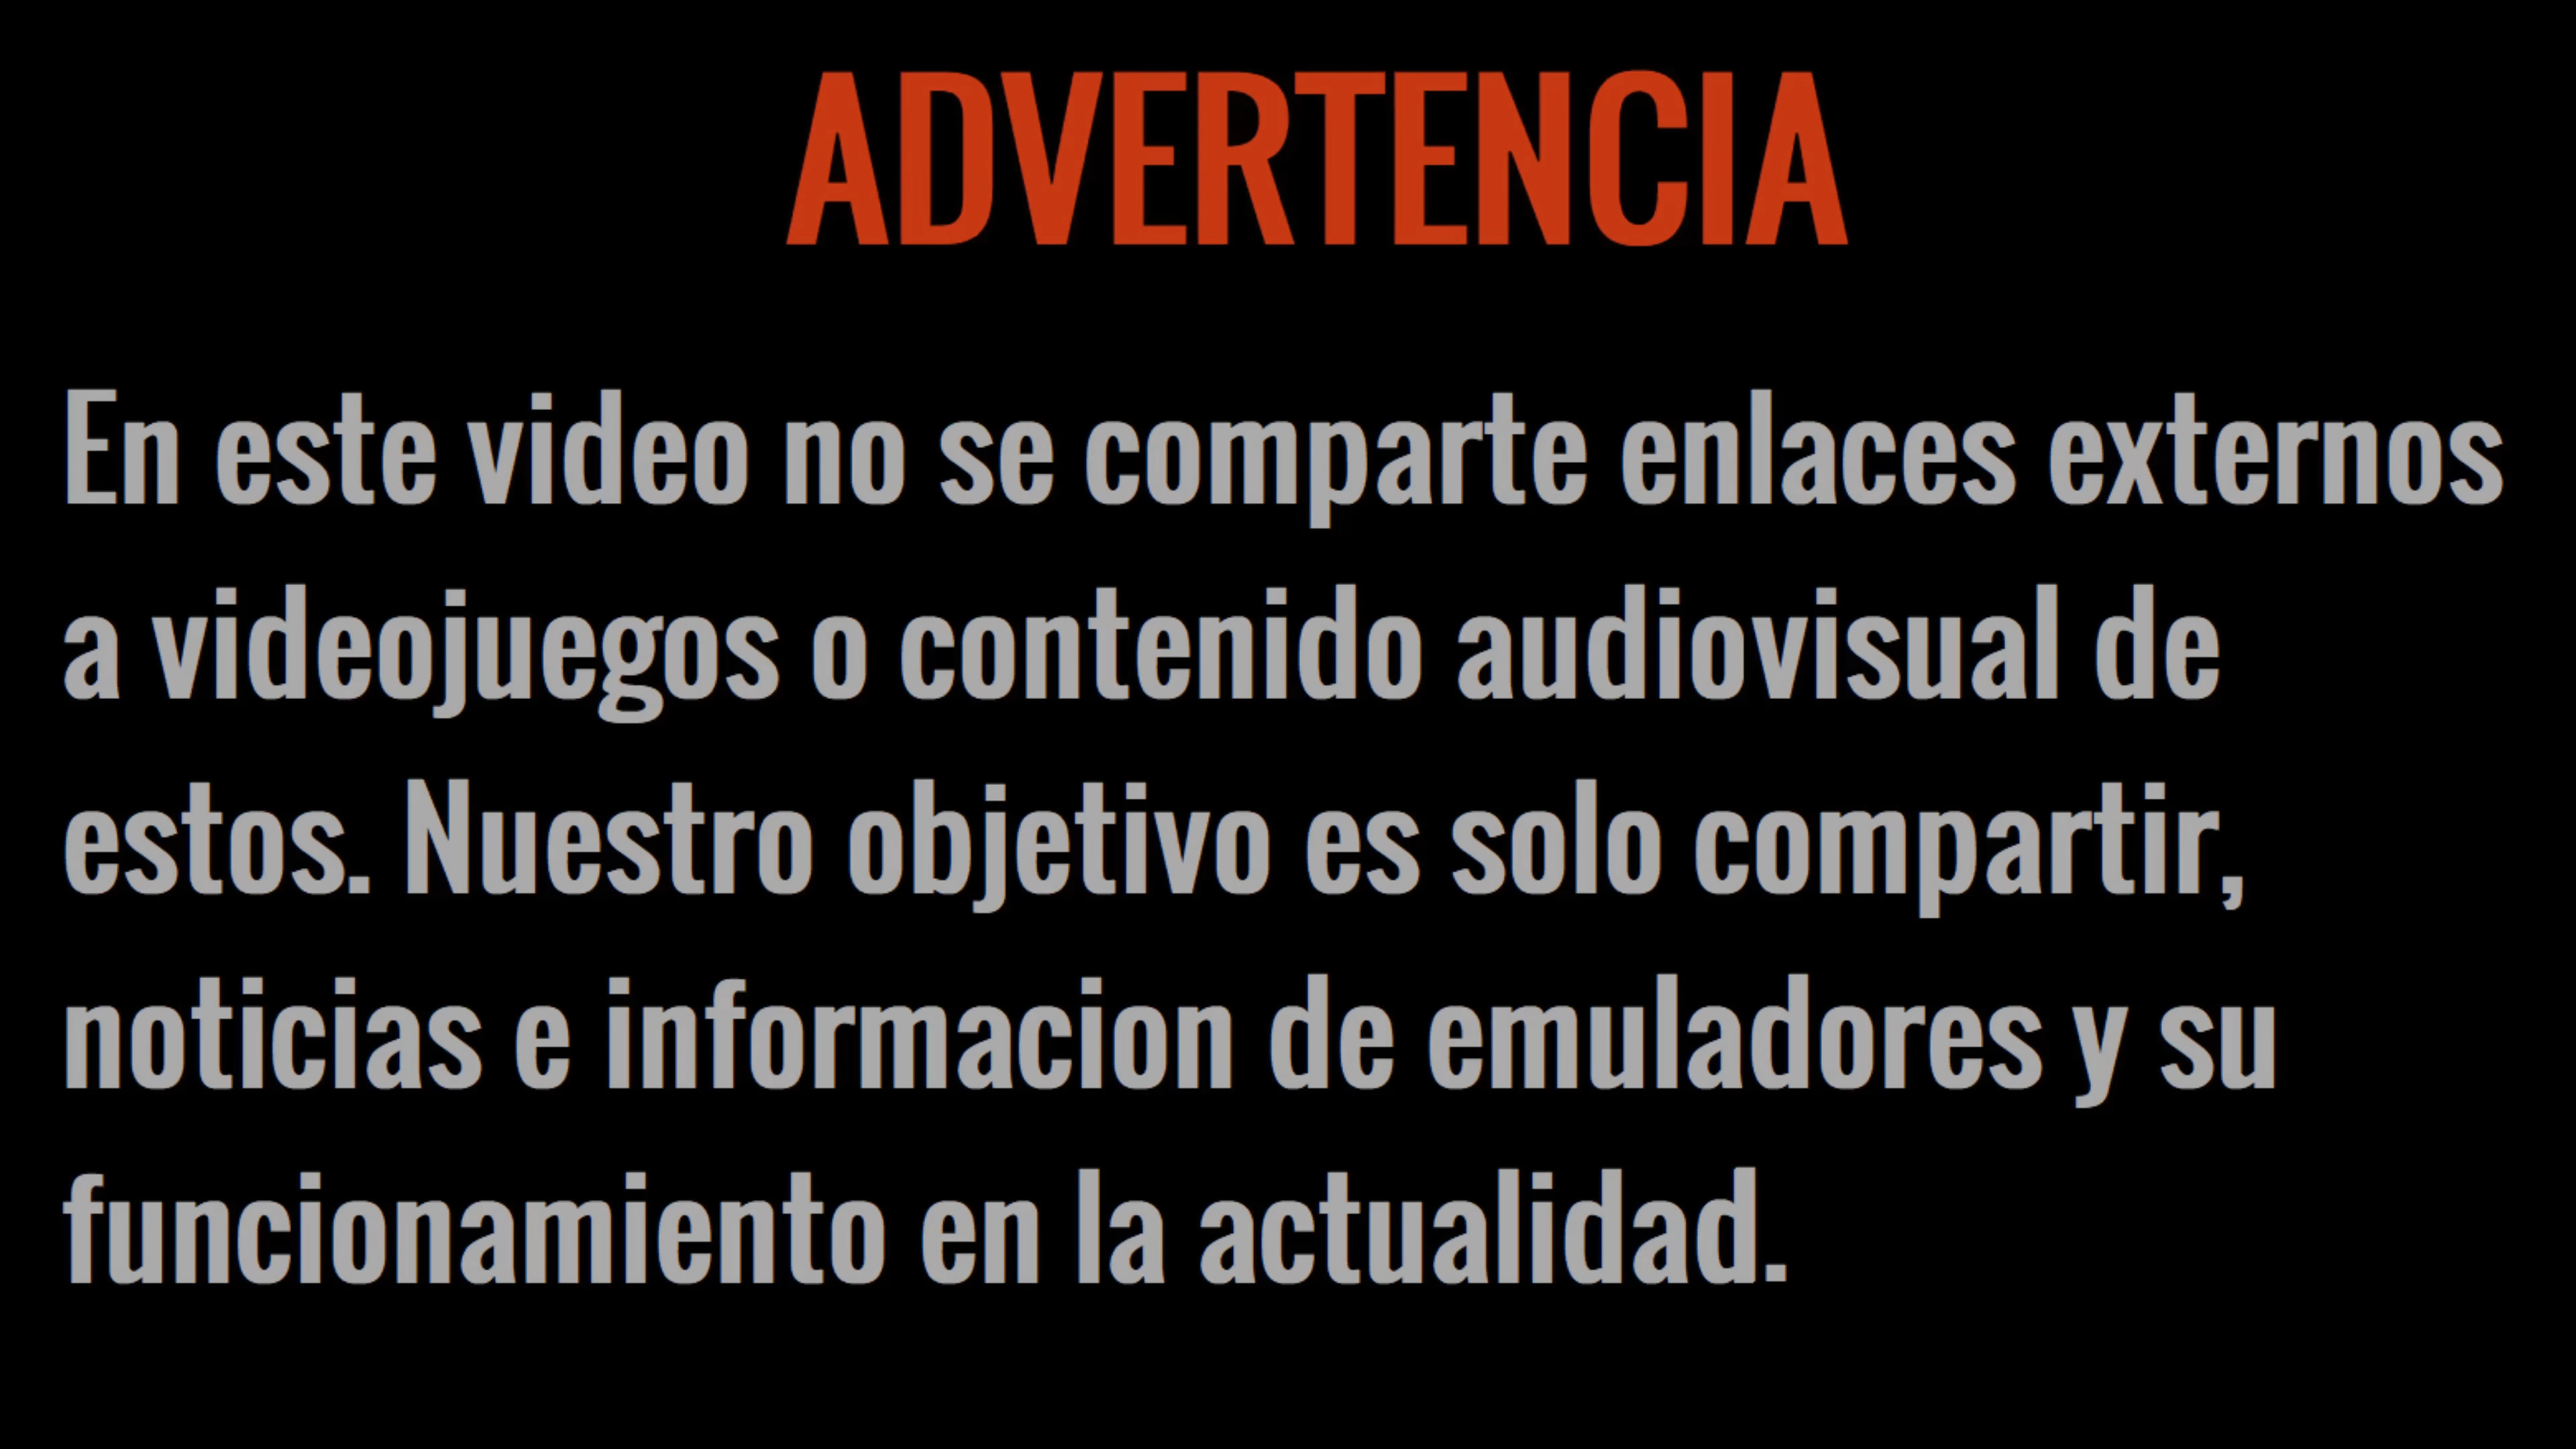 ADVERTENCIA
En este video no se comparte enlaces externos
a videojuegos o contenido audiovisual de
estos. Nuestro objetivo es solo compartir,
noticias e informacion de emuladores y su
funcionamiento en la actualidad.